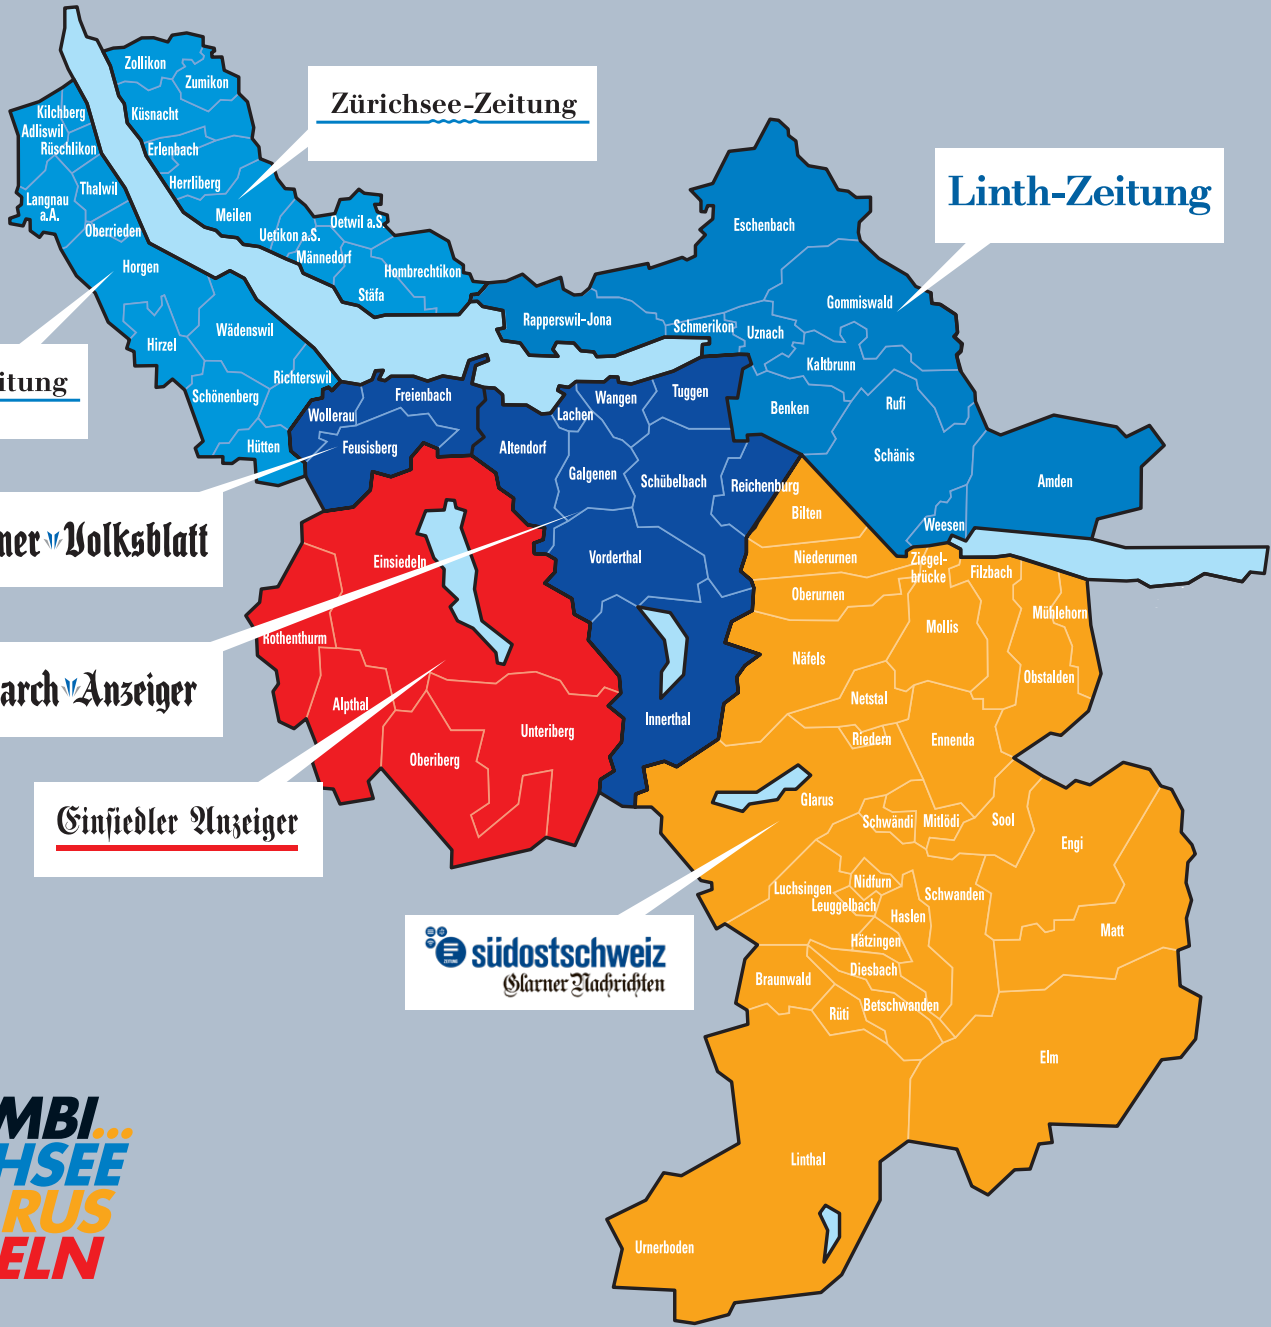 Zollikon
Zumikon
Kilchberg
Küsnacht
Adliswil
Rüschlikon
Erlenbach
Thalwil
Herrliberg
Langnau
a.A.
Meilen
Oberrieden
Uetikon a.S.
Oetwil a.S.
Männedorf
Horgen
Hombrechtikon
Stäfa
Wädenswil
Hirzel
Richterswil
Schönenberg
Hütten
Zürichsee-Zeitung
Linth-Zeitung
Eschenbach
Gommiswald
Rapperswil-Jona
Schmerikon
Uznach
Kaltbrunn
Benken
Rufi
Schänis
Amden
Weesen
itung
Wollerau
Freienbach
Feusisberg
Altendorf
Lachen
Wangen
Tuggen
Galgenen
Schübelbach
Reichenburg
Vorderthal
Innerthal
ner Volksblatt
arch Anzeiger
Einsiedeln
Rothenthurm
Alpthal
Oberiberg
Unteriberg
Einsiedler Anzeiger
Bilten
Niederurnen
Ziegel-
brücke
Filzbach
Oberurnen
Mühlehorn
Mollis
Näfels
Obstalden
Netstal
Riedern
Ennenda
Glarus
Schwändi
Mitlödi
Sool
Engi
Luchsingen
Nidfurn
Leuggelbach
Schwanden
Haslen
Matt
Hätzingen
Diesbach
Braunwald
Betschwanden
Rüti
Elm
Linthal
Urnerboden
ZEITUNG
südostschweiz
Glarner Nachrichten
MBI...
HSEE
RUS
ELN